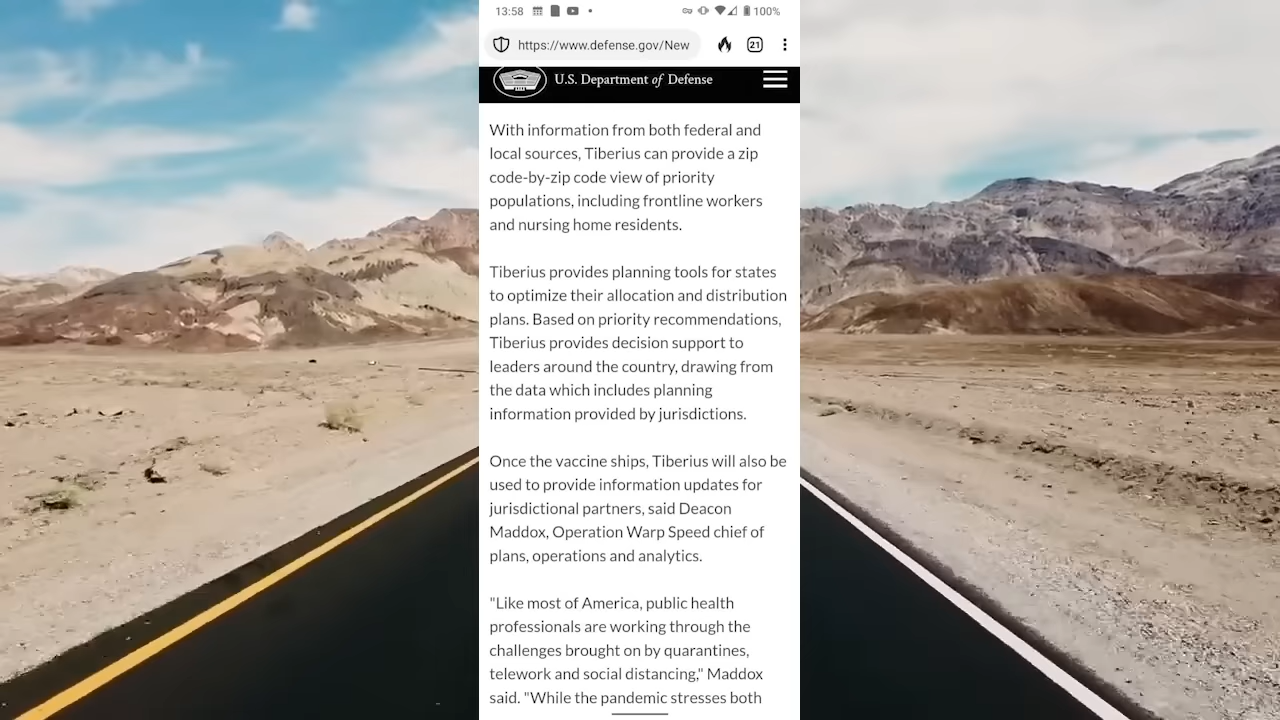 13:58
100%
https://www.defense.gov/New
21
U.S. Department of Defense
With information from both federal and
local sources, Tiberius can provide a zip
code-by-zip code view of priority
populations, including frontline workers
and nursing home residents.
Tiberius provides planning tools for states
to optimize their allocation and distribution
plans. Based on priority recommendations,
Tiberius provides decision support to
leaders around the country, drawing from
the data which includes planning
information provided by jurisdictions.
Once the vaccine ships, Tiberius will also be
used to provide information updates for
jurisdictional partners, said Deacon
Maddox, Operation Warp Speed chief of
plans, operations and analytics.
"Like most of America, public health
professionals are working through the
challenges brought on by quarantines,
telework and social distancing," Maddox
said. "While the pandemic stresses both